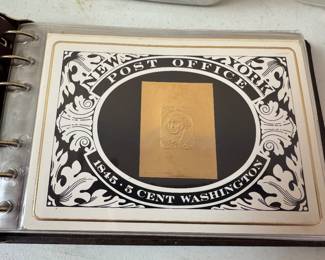 NEW YORK
POST OFFICE
1845 · 5 CENT WASHINGTON